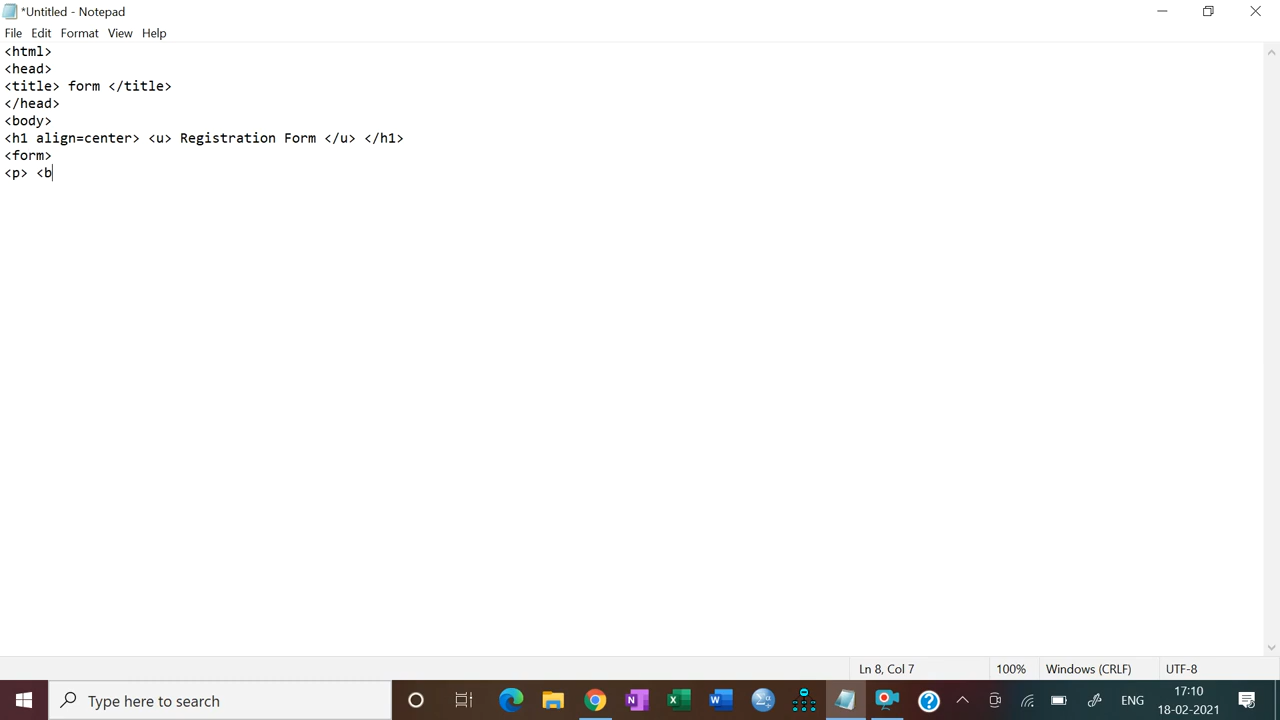 *Untitled - Notepad
File Edit Format View Help
<html>
<head>
<title> form </title>
</head>
<body>
<h1 align=center> <u> Registration Form </u> </h1>
<form>
<p> <b
Ln 8, Col 7 100% Windows (CRLF) UTF-8
Type here to search
ENG
17:10
18-02-2021